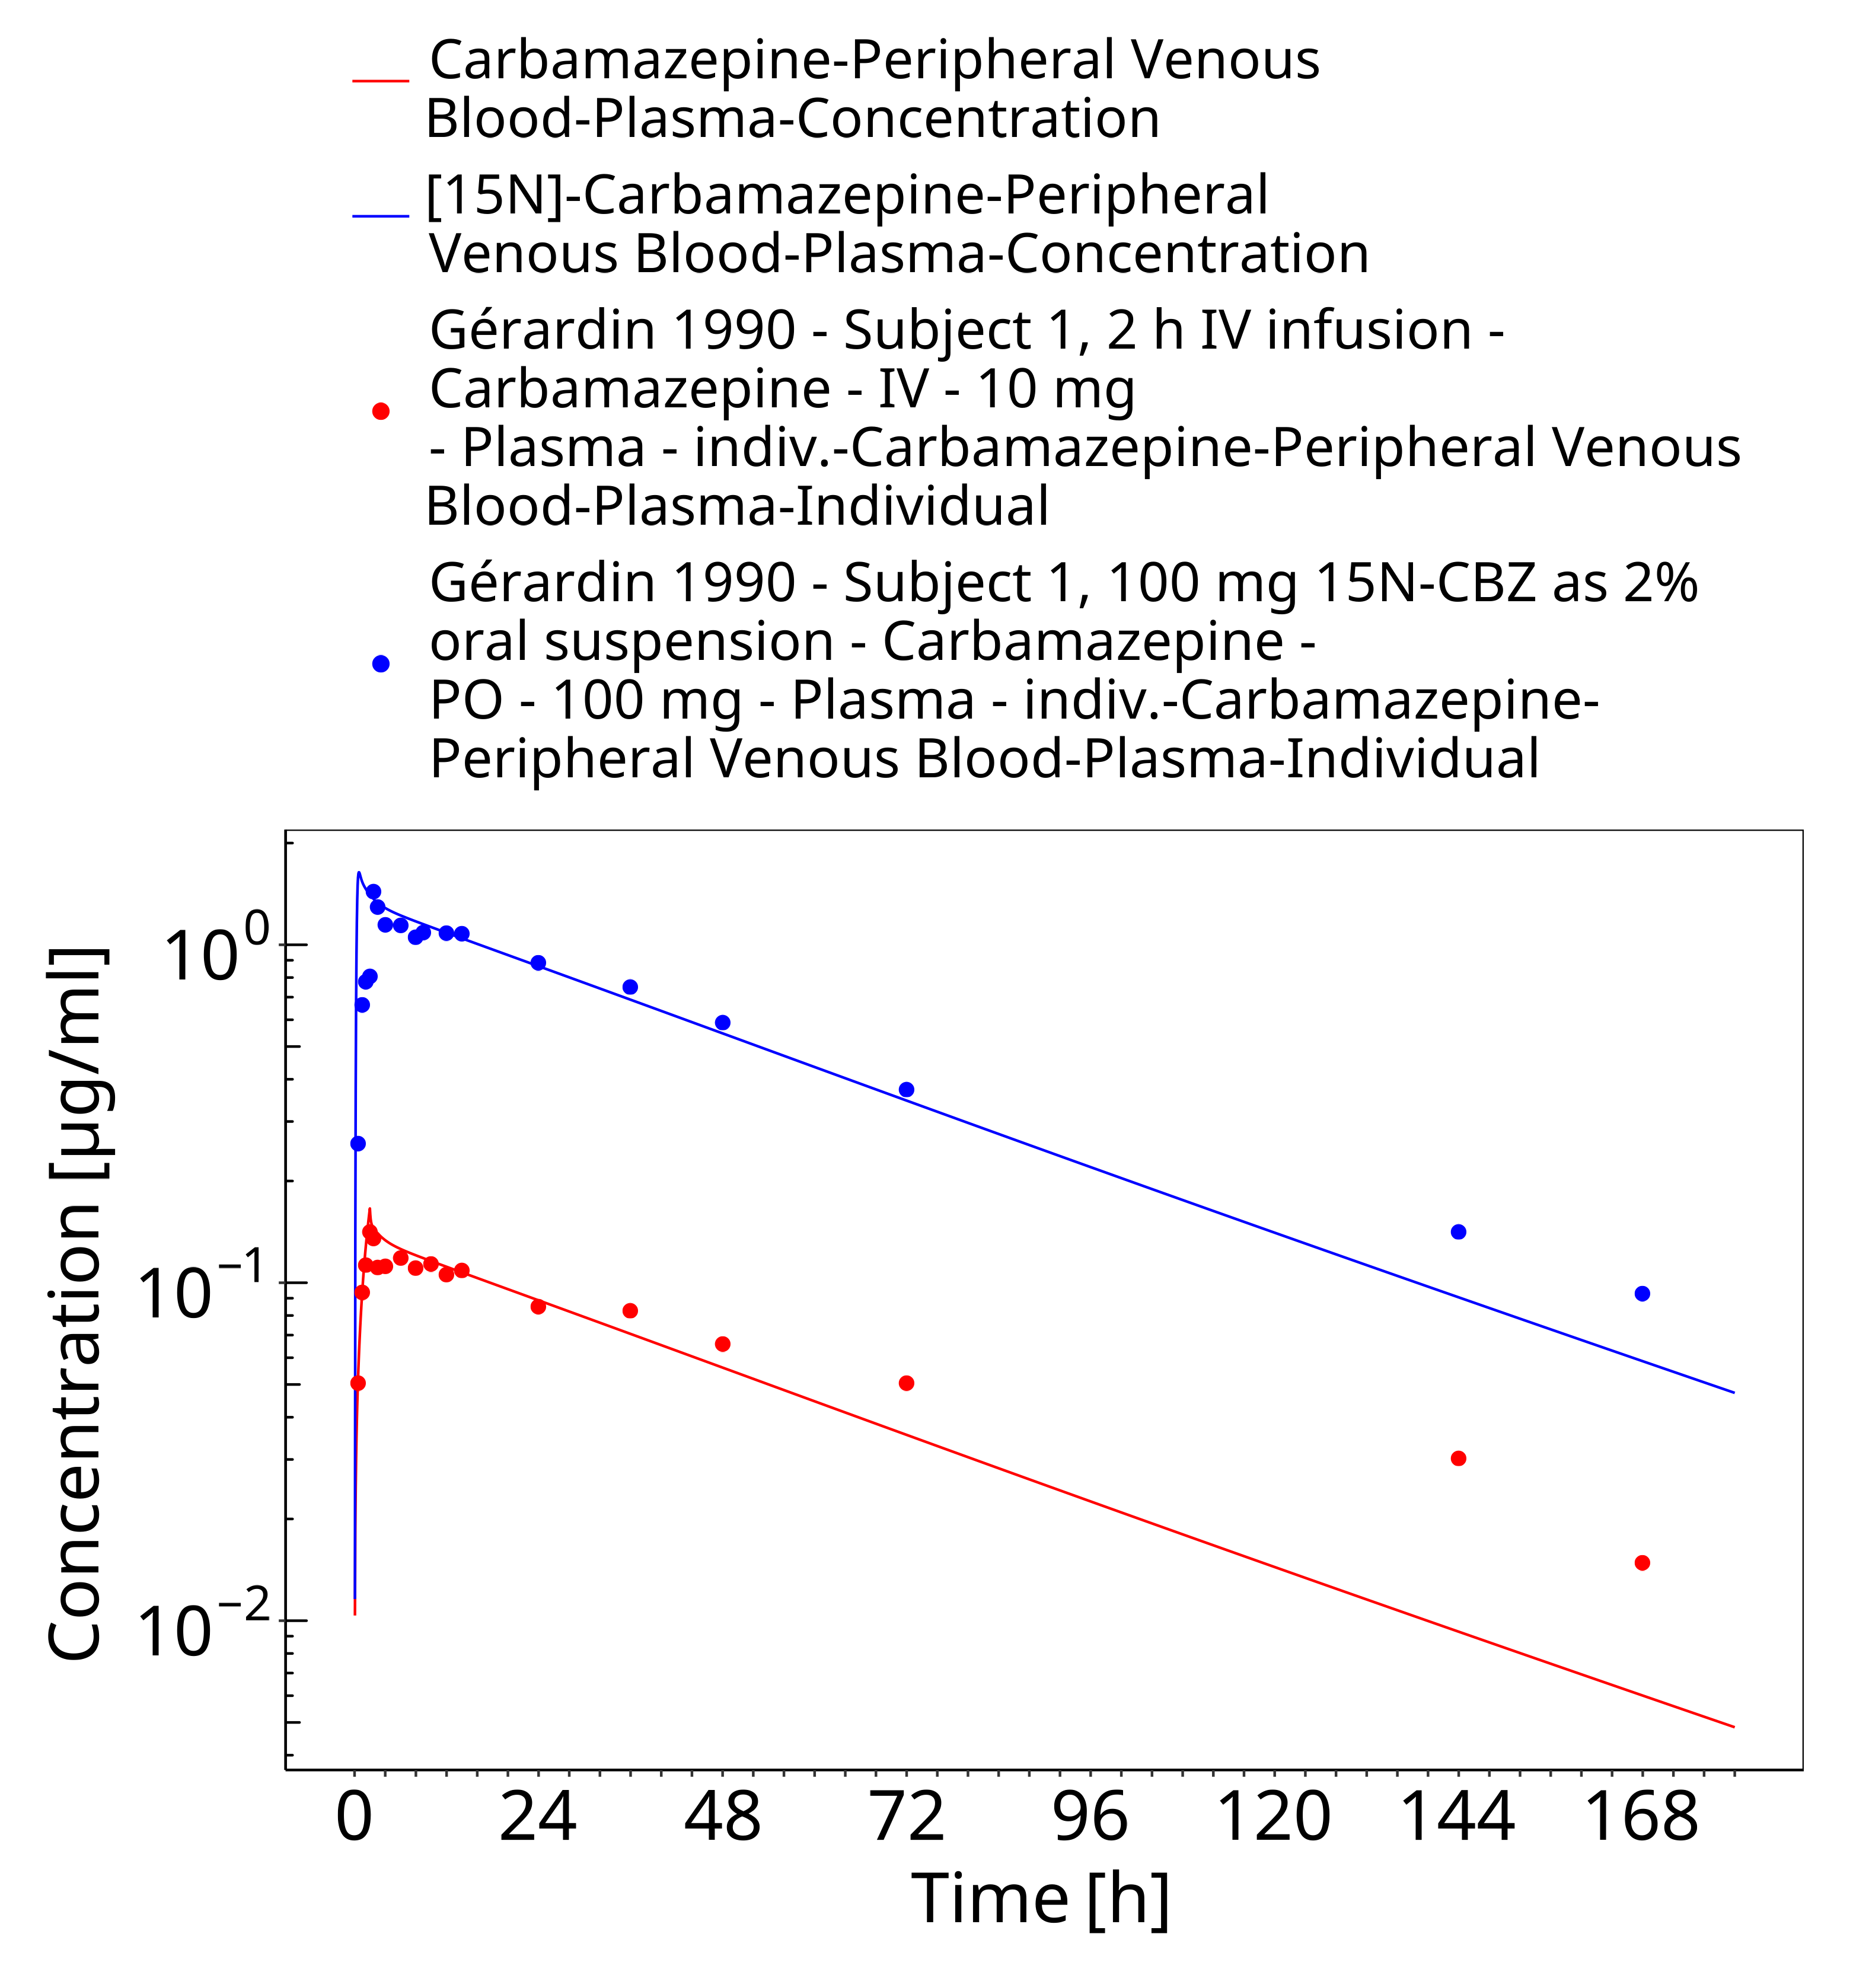 Carbamazepine-Peripheral Venous
Blood-Plasma-Concentration
[15N]-Carbamazepine-Peripheral
Venous Blood-Plasma-Concentration
Gérardin 1990 - Subject 1, 2 h IV infusion -
Carbamazepine - IV - 10 mg
- Plasma - indiv.-Carbamazepine-Peripheral Venous
Blood-Plasma-Individual
Gérardin 1990 - Subject 1, 100 mg 15N-CBZ as 2%
oral suspension - Carbamazepine -
PO - 100 mg - Plasma - indiv.-Carbamazepine-
Peripheral Venous Blood-Plasma-Individual
Concentration [µg/ml]
10⁰
10⁻¹
10⁻²
0 24 48 72 96 120 144 168
Time [h]